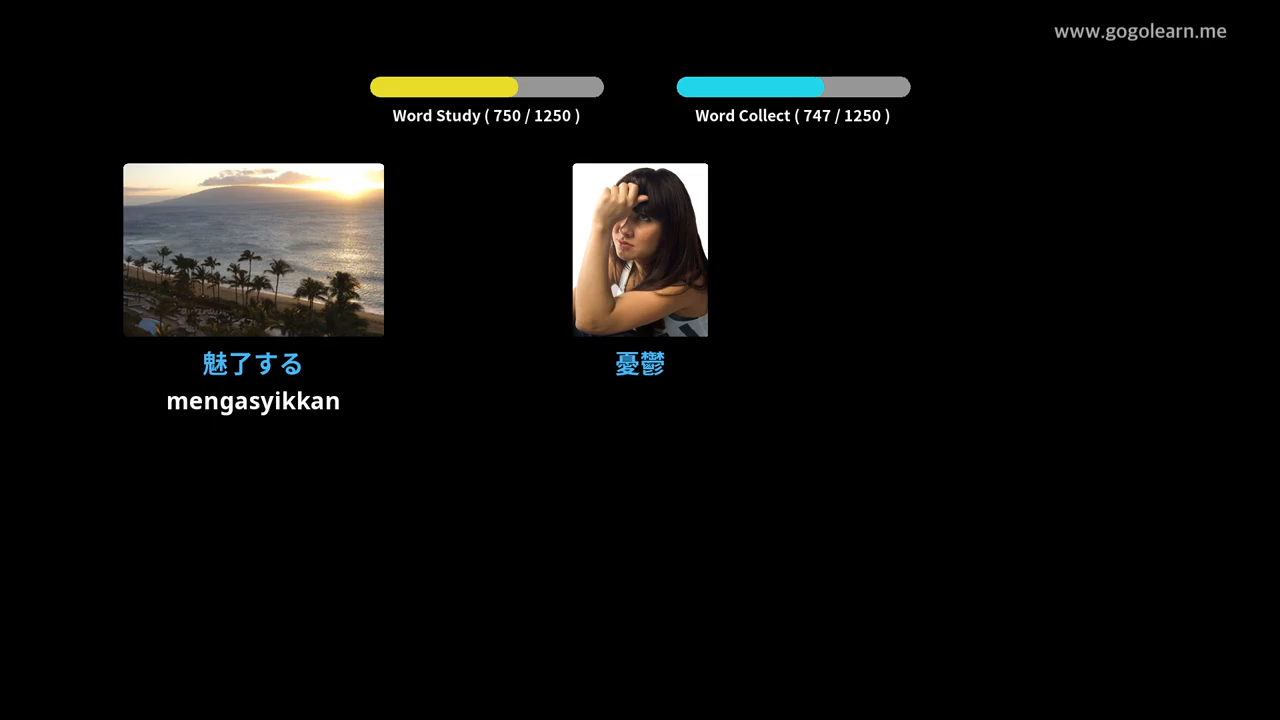 www.gogolearn.me
Word Study ( 750 / 1250 )
Word Collect ( 747 / 1250 )
魅了する
憂鬱
mengasyikkan